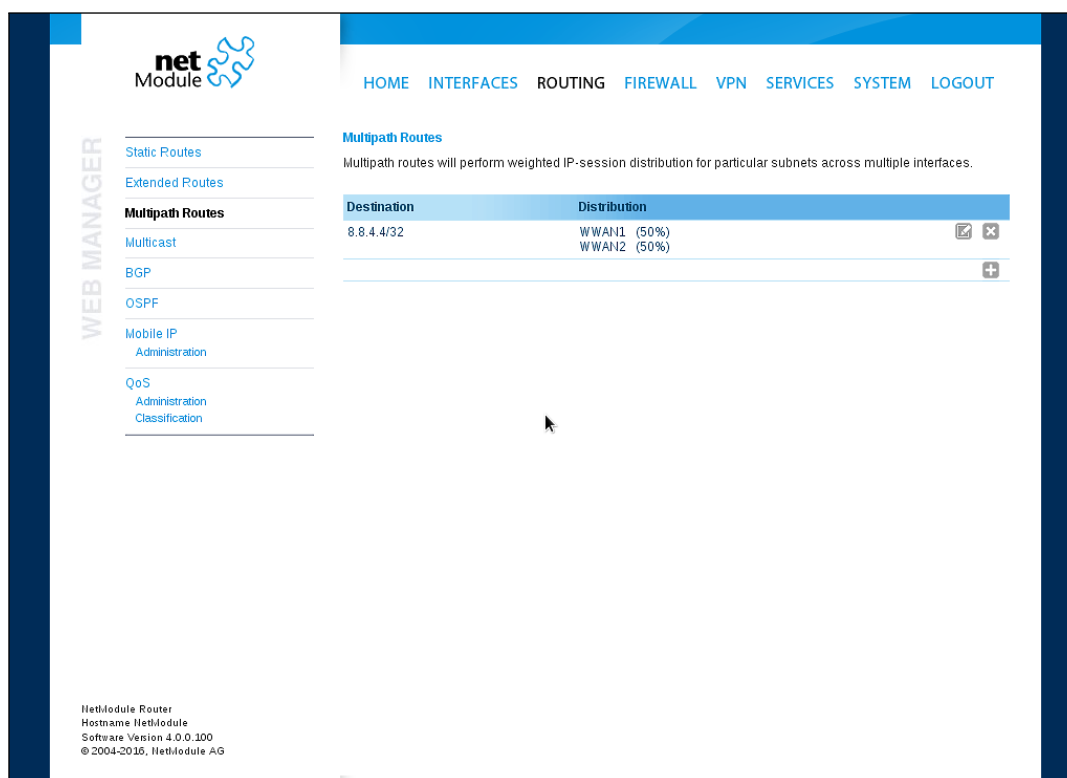 net
Module
HOME INTERFACES ROUTING FIREWALL VPN SERVICES SYSTEM LOGOUT
WEB MANAGER
Static Routes
Extended Routes
Multipath Routes
Multicast
BGP
OSPF
Mobile IP
Administration
QoS
Administration
Classification
Multipath Routes
Multipath routes will perform weighted IP-session distribution for particular subnets across multiple interfaces.
Destination Distribution
8.8.4.4/32 WWAN1 (50%)
WWAN2 (50%)
NetModule Router
Hostname NetModule
Software Version 4.0.0.100
© 2004-2016, NetModule AG